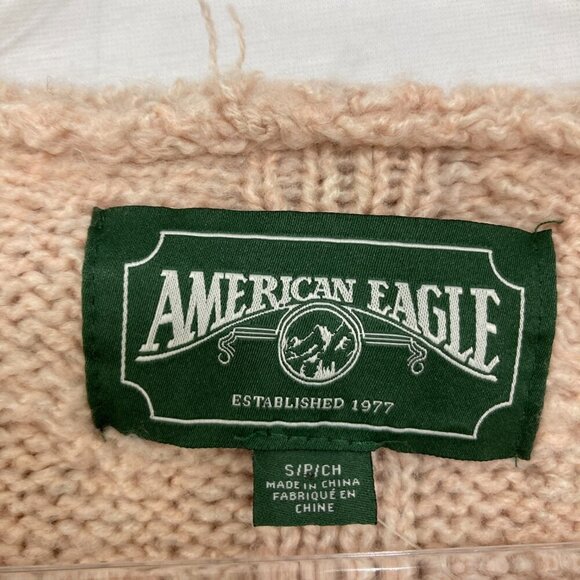 AMERICAN EAGLE
ESTABLISHED 1977
S/P/CH
MADE IN CHINA
FABRIQUÉ EN
CHINE